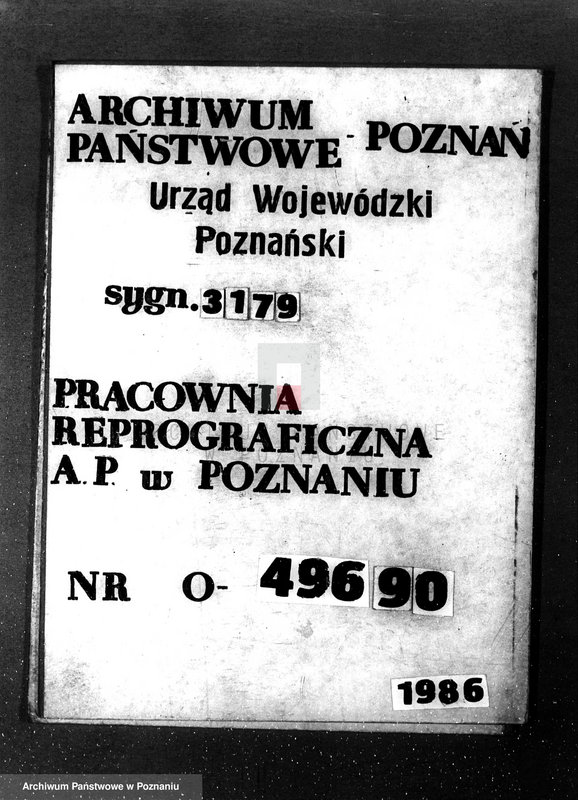 ARCHIWUM
PAŃSTWOWE - POZNAŃ
Urząd Wojewódzki
Poznański
sygn. 3179
PRACOWNIA
REPROGRAFICZNA
A.P. w POZNANIU
NR O- 49690
1986
Archiwum Państwowe w Poznaniu